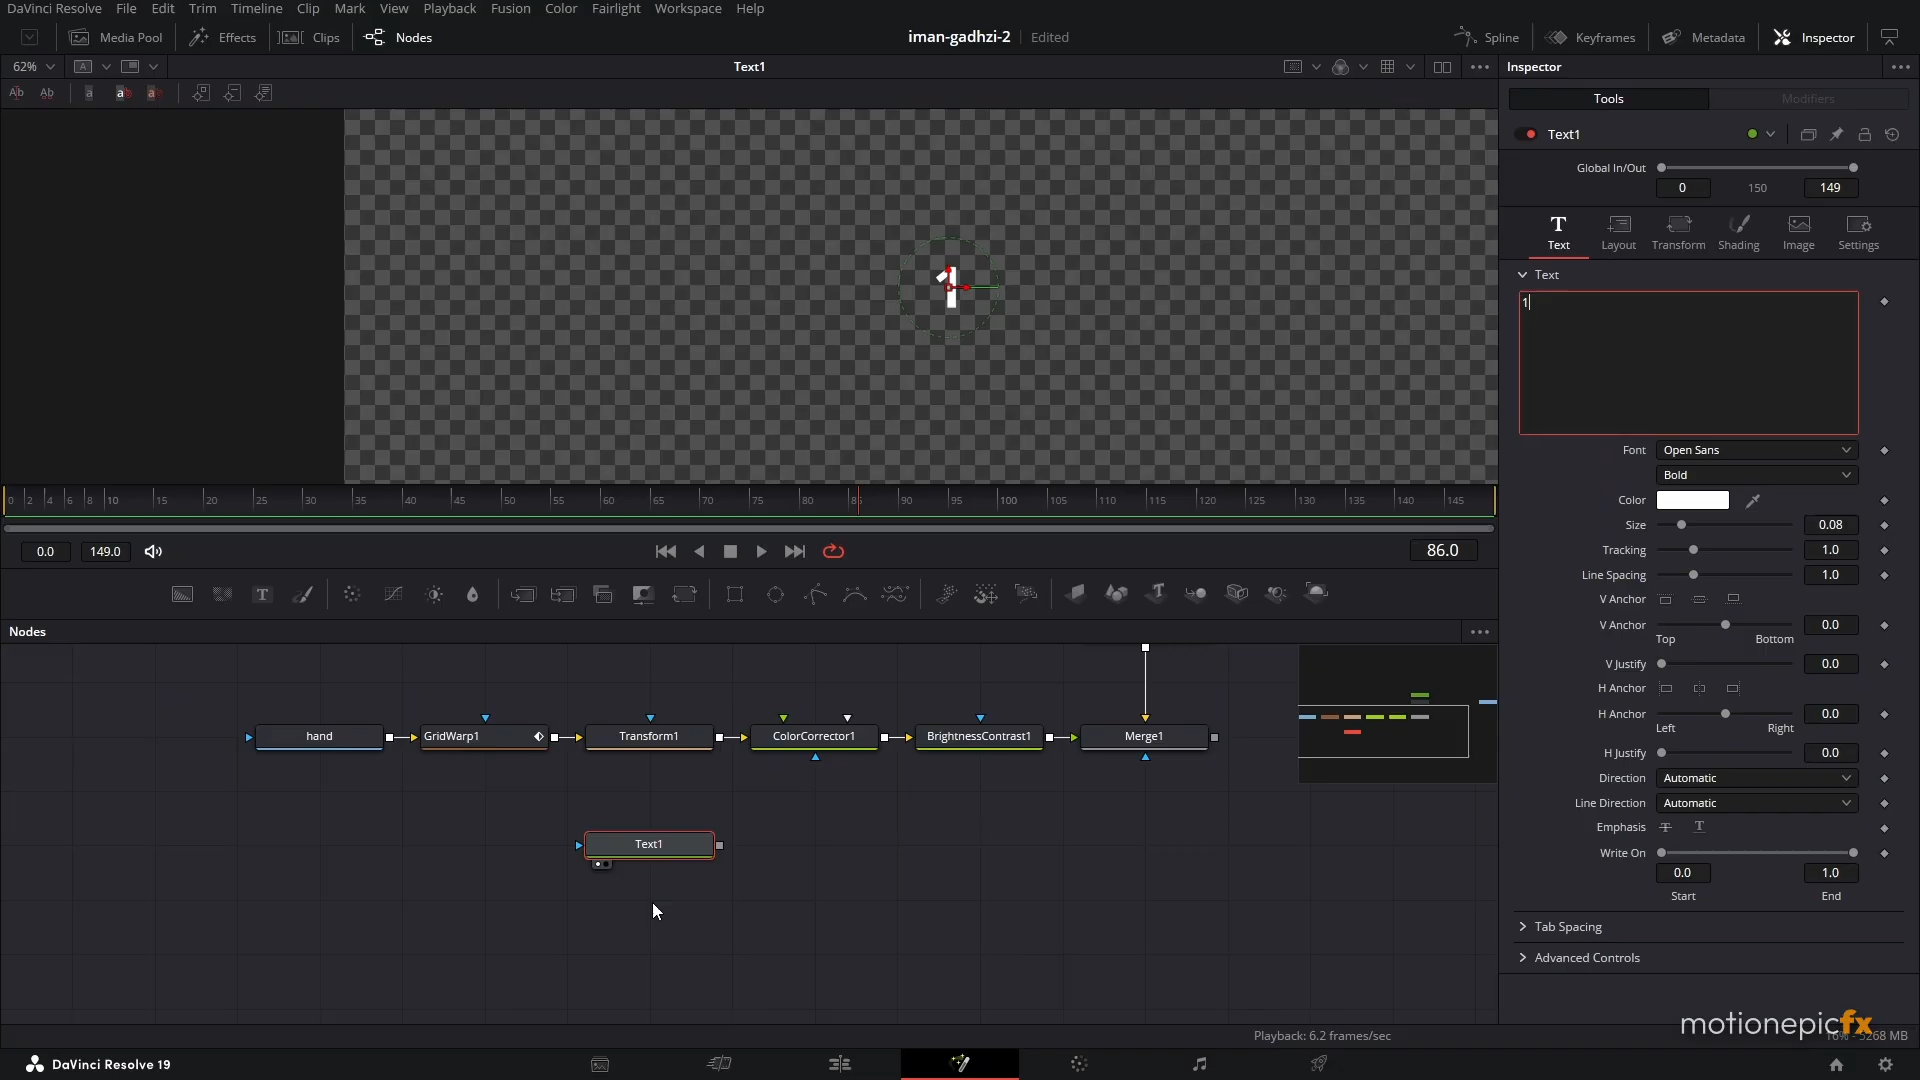 DaVinci Resolve File Edit Trim Timeline Clip Mark View Playback Fusion Color Fairlight Workspace Help
Media Pool Effects Clips Nodes iman-gadhzi-2 Edited Spline Keyframes Metadata Inspector
62% A Text1 Inspector
Ab Ab a a a
Tools Modifiers
Text1
Global In/Out
0 150 149
Text Layout Transform Shading Image Settings
Text
1
1
Font Open Sans
Bold
Color
Size 0.08
Tracking 1.0
Line Spacing 1.0
V Anchor
V Anchor 0.0
Top Bottom
V Justify 0.0
H Anchor
H Anchor 0.0
Left Right
H Justify 0.0
Direction Automatic
Line Direction Automatic
Emphasis
Write On
0.0 1.0
Start End
Tab Spacing
Advanced Controls
0 2 4 6 8 10 15 20 25 30 35 40 45 50 55 60 65 70 75 80 85 90 95 100 105 110 115 120 125 130 135 140 145
0.0 149.0 86.0
Nodes
hand GridWarp1 Transform1 ColorCorrector1 BrightnessContrast1 Merge1
Text1
motionepicfx
Playback: 6.2 frames/sec 16% - 5268 MB
DaVinci Resolve 19